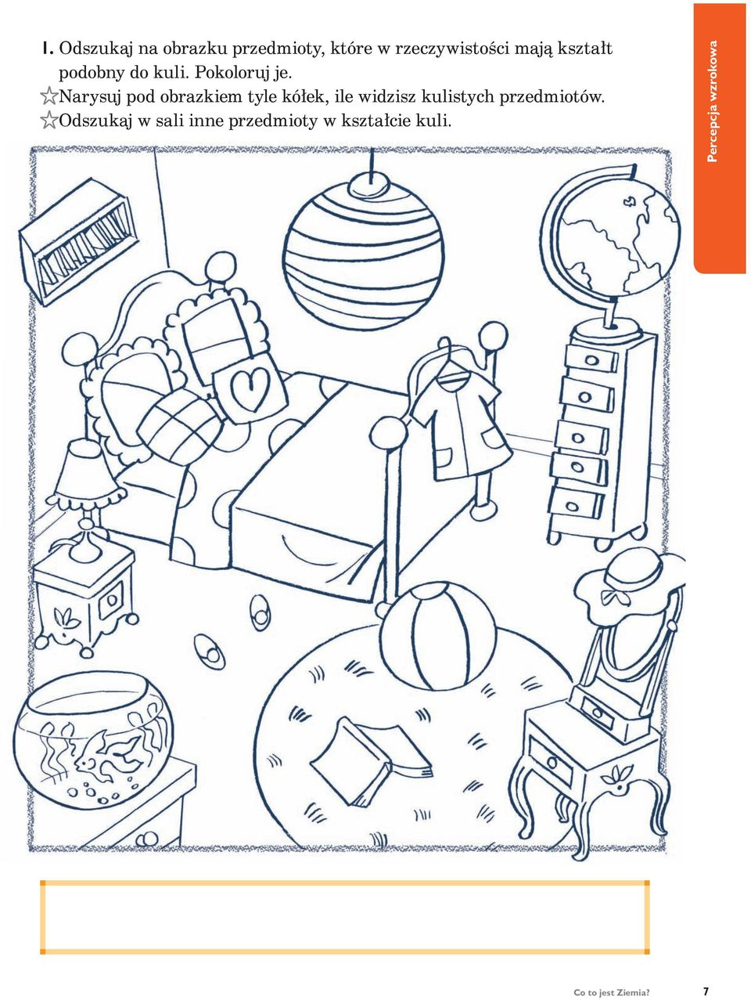 1. Odszukaj na obrazku przedmioty, które w rzeczywistości mają kształt
podobny do kuli. Pokoloruj je.
Narysuj pod obrazkiem tyle kółek, ile widzisz kulistych przedmiotów.
Odszukaj w sali inne przedmioty w kształcie kuli.
Percepcja wzrokowa
Co to jest Ziemia? 7